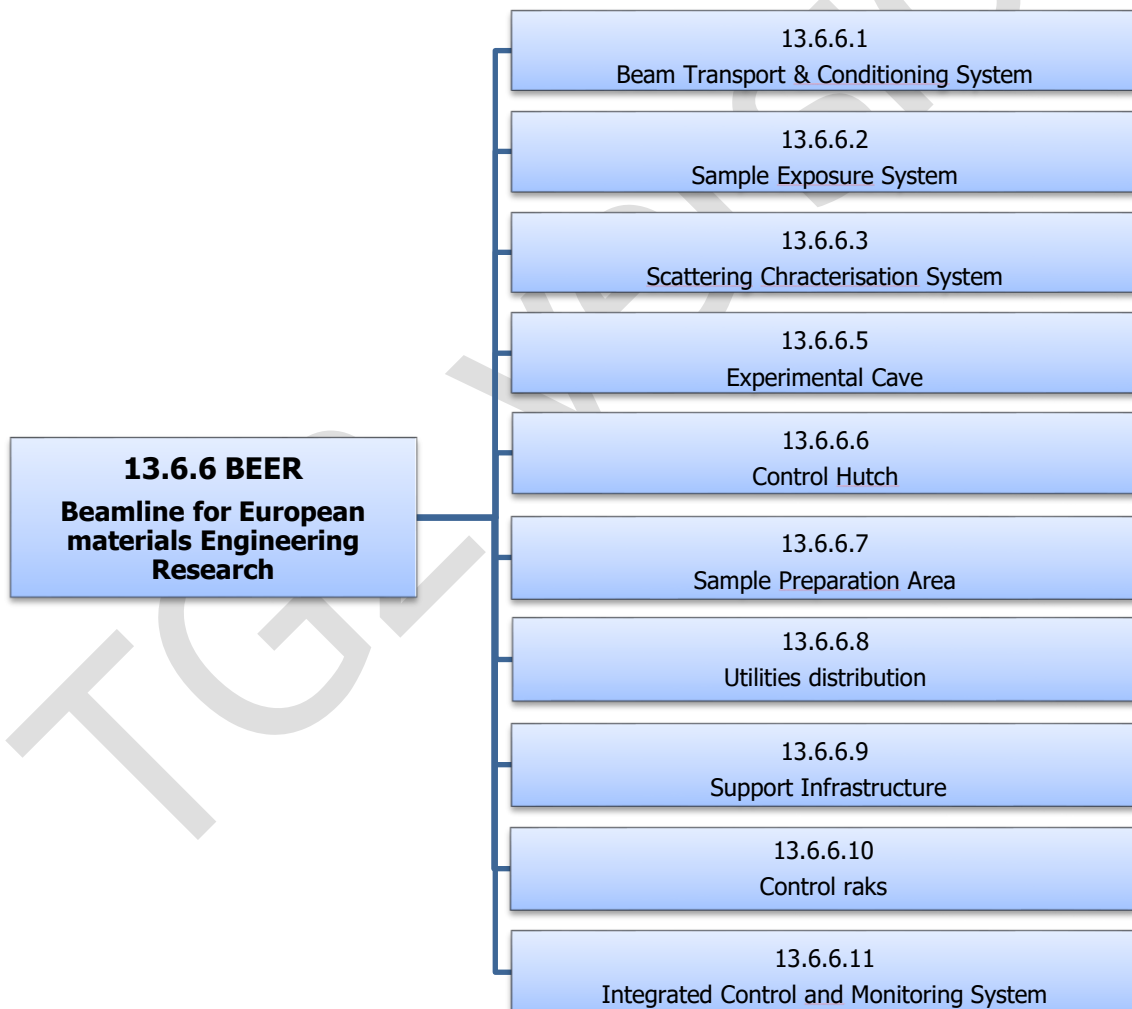 13.6.6.1
Beam Transport & Conditioning System
13.6.6.2
Sample Exposure System
13.6.6.3
Scattering Chracterisation System
13.6.6.5
Experimental Cave
13.6.6.6
Control Hutch
13.6.6 BEER
Beamline for European
materials Engineering
Research
13.6.6.7
Sample Preparation Area
13.6.6.8
Utilities distribution
13.6.6.9
Support Infrastructure
13.6.6.10
Control raks
13.6.6.11
Integrated Control and Monitoring System